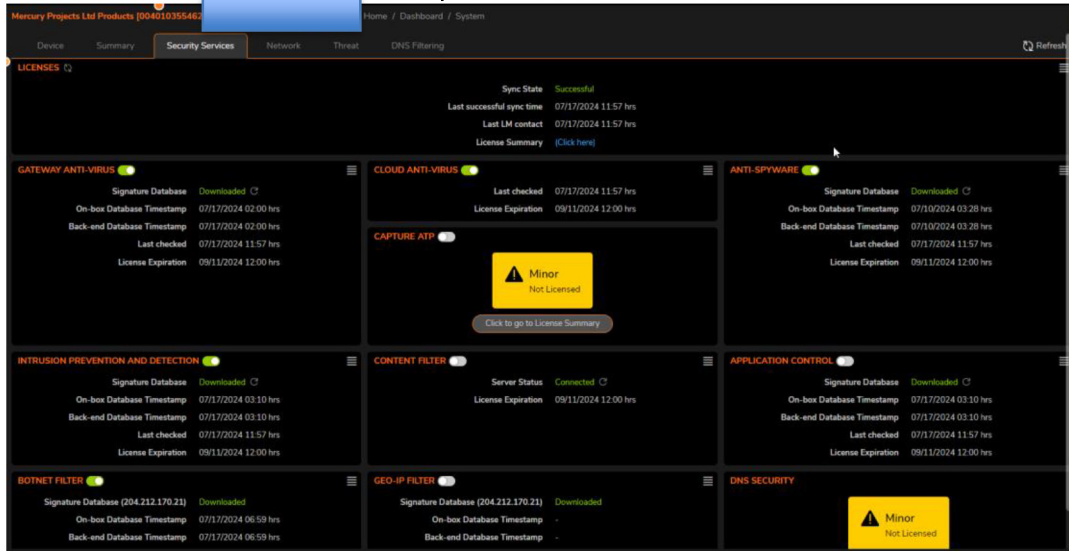 Mercury Projects Ltd Products [004010355462
Home / Dashboard / System
Device Summary Security Services Network Threat DNS Filtering Refresh
LICENSES
Sync State Successful
Last successful sync time 07/17/2024 11:57 hrs
Last LM contact 07/17/2024 11:57 hrs
License Summary (Click here)
GATEWAY ANTI-VIRUS
Signature Database Downloaded
On-box Database Timestamp 07/17/2024 02:00 hrs
Back-end Database Timestamp 07/17/2024 02:00 hrs
Last checked 07/17/2024 11:57 hrs
License Expiration 09/11/2024 12:00 hrs
CLOUD ANTI-VIRUS
Last checked 07/17/2024 11:57 hrs
License Expiration 09/11/2024 12:00 hrs
CAPTURE ATP
Minor
Not Licensed
Click to go to License Summary
ANTI-SPYWARE
Signature Database Downloaded
On-box Database Timestamp 07/10/2024 03:28 hrs
Back-end Database Timestamp 07/10/2024 03:28 hrs
Last checked 07/17/2024 11:57 hrs
License Expiration 09/11/2024 12:00 hrs
INTRUSION PREVENTION AND DETECTION
Signature Database Downloaded
On-box Database Timestamp 07/17/2024 03:10 hrs
Back-end Database Timestamp 07/17/2024 03:10 hrs
Last checked 07/17/2024 11:57 hrs
License Expiration 09/11/2024 12:00 hrs
CONTENT FILTER
Server Status Connected
License Expiration 09/11/2024 12:00 hrs
APPLICATION CONTROL
Signature Database Downloaded
On-box Database Timestamp 07/17/2024 03:10 hrs
Back-end Database Timestamp 07/17/2024 03:10 hrs
Last checked 07/17/2024 11:57 hrs
License Expiration 09/11/2024 12:00 hrs
BOTNET FILTER
Signature Database (204.212.170.21) Downloaded
On-box Database Timestamp 07/17/2024 06:59 hrs
Back-end Database Timestamp 07/17/2024 06:59 hrs
GEO-IP FILTER
Signature Database (204.212.170.21) Downloaded
On-box Database Timestamp -
Back-end Database Timestamp -
DNS SECURITY
Minor
Not Licensed